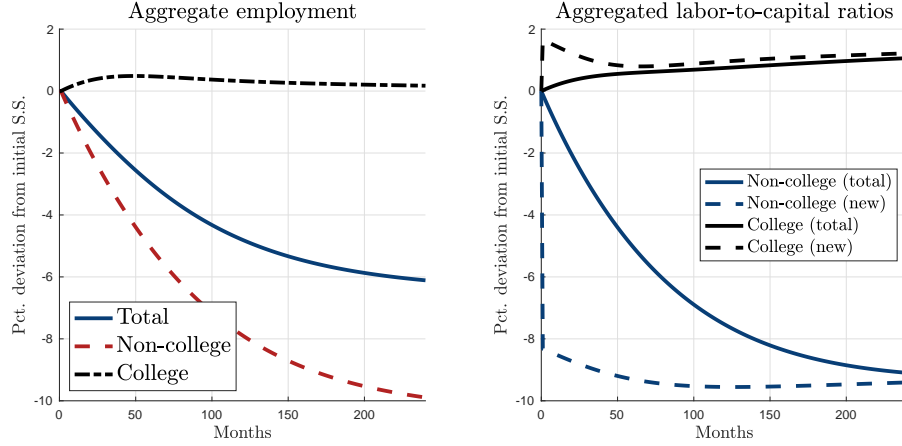 Aggregate employment
Pct. deviation from initial S.S.
2
0
-2
-4
-6
-8
-10
Total
Non-college
College
0
50
100
150
200
Months
Aggregated labor-to-capital ratios
Pct. deviation from initial S.S.
2
0
-2
-4
-6
-8
-10
Non-college (total)
Non-college (new)
College (total)
College (new)
0
50
100
150
200
Months